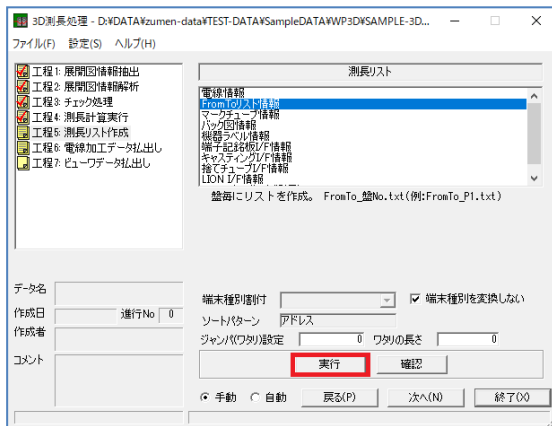 3D測長処理 - D:¥DATA¥zumen-data¥TEST-DATA¥SampleDATA¥WP3D¥SAMPLE-3D...
ファイル(F) 設定(S) ヘルプ(H)
工程1: 展開図情報抽出
工程2: 展開図情報解析
工程3: チェック処理
工程4: 測長計算実行
工程5: 測長リスト作成
工程6: 電線加工データ払出し
工程7: ビューワデータ払出し
測長リスト
電線情報
FromToリスト情報
マークチューブ情報
パック図情報
機器ラベル情報
端子記銘板I/F情報
キャスティングI/F情報
捨てチューブI/F情報
LION I/F情報
盤毎にリストを作成。 FromTo_盤No.txt(例:FromTo_P1.txt)
データ名
作成日 進行No 0
作成者
コメント
端末種別割付 端末種別を変換しない
ソートパターン アドレス
ジャンパ(ワタリ)設定 0 ワタリの長さ 0
実行 確認
手動 自動 戻る(P) 次へ(N) 終了(X)